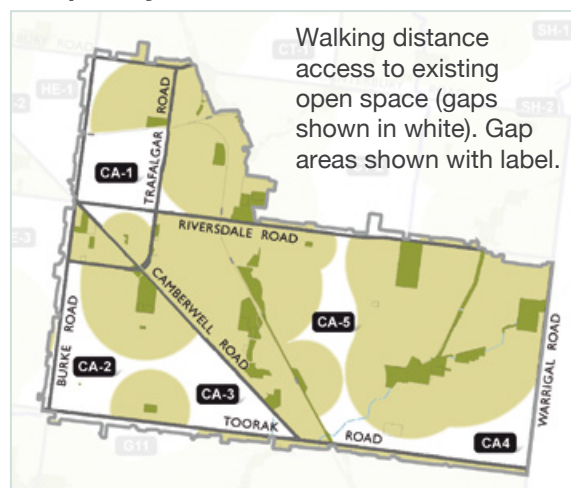 Walking distance
access to existing
open space (gaps
shown in white). Gap
areas shown with label.
BURKE ROAD
CT-1
SH-1
HE-1
SH-2
TRAFALGAR ROAD
CA-1
RIVERSDALE ROAD
CAMBERWELL ROAD
CA-5
BURKE ROAD
CA-2
CA-3
WARRIGAL ROAD
TOORAK ROAD
CA4
G11